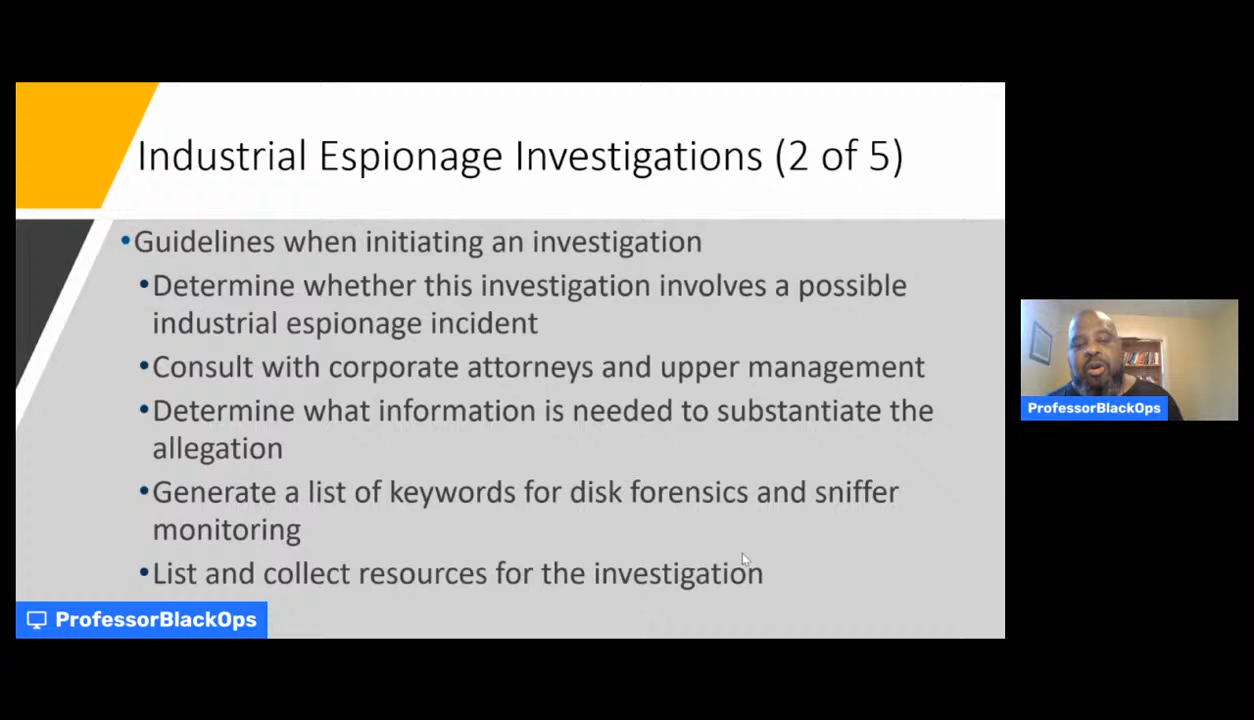 Industrial Espionage Investigations (2 of 5)
•Guidelines when initiating an investigation
•Determine whether this investigation involves a possible
industrial espionage incident
•Consult with corporate attorneys and upper management
•Determine what information is needed to substantiate the
allegation
•Generate a list of keywords for disk forensics and sniffer
monitoring
•List and collect resources for the investigation
ProfessorBlackOps
ProfessorBlackOps